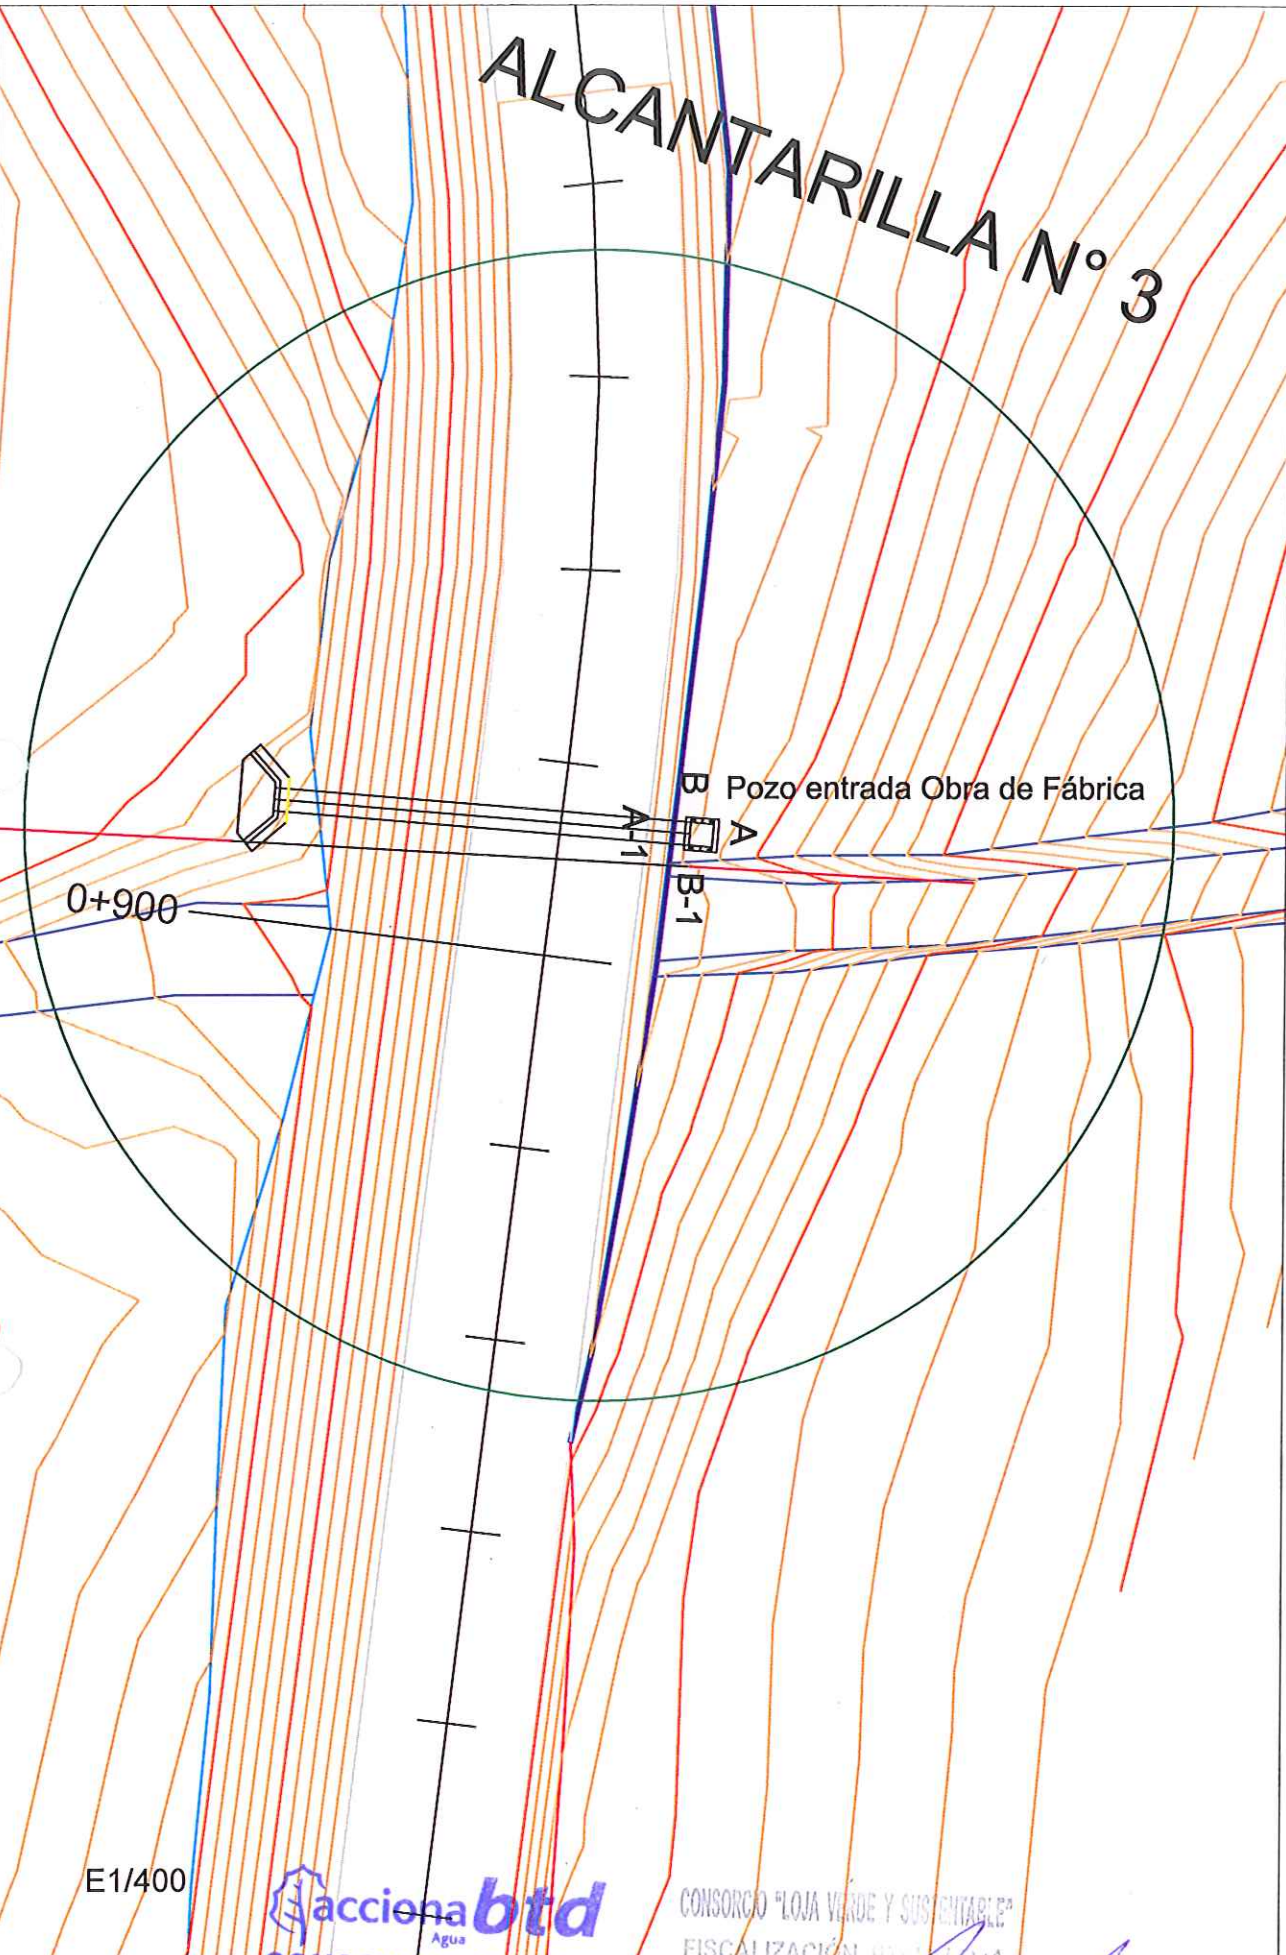 ALCANTARILLA N° 3
B Pozo entrada Obra de Fábrica
A-1 A
B-1
0+900
E1/400
acciona btd
Agua
CONSORCIO "LOJA VERDE Y SUSTENTABLE"
FISCALIZACIÓN